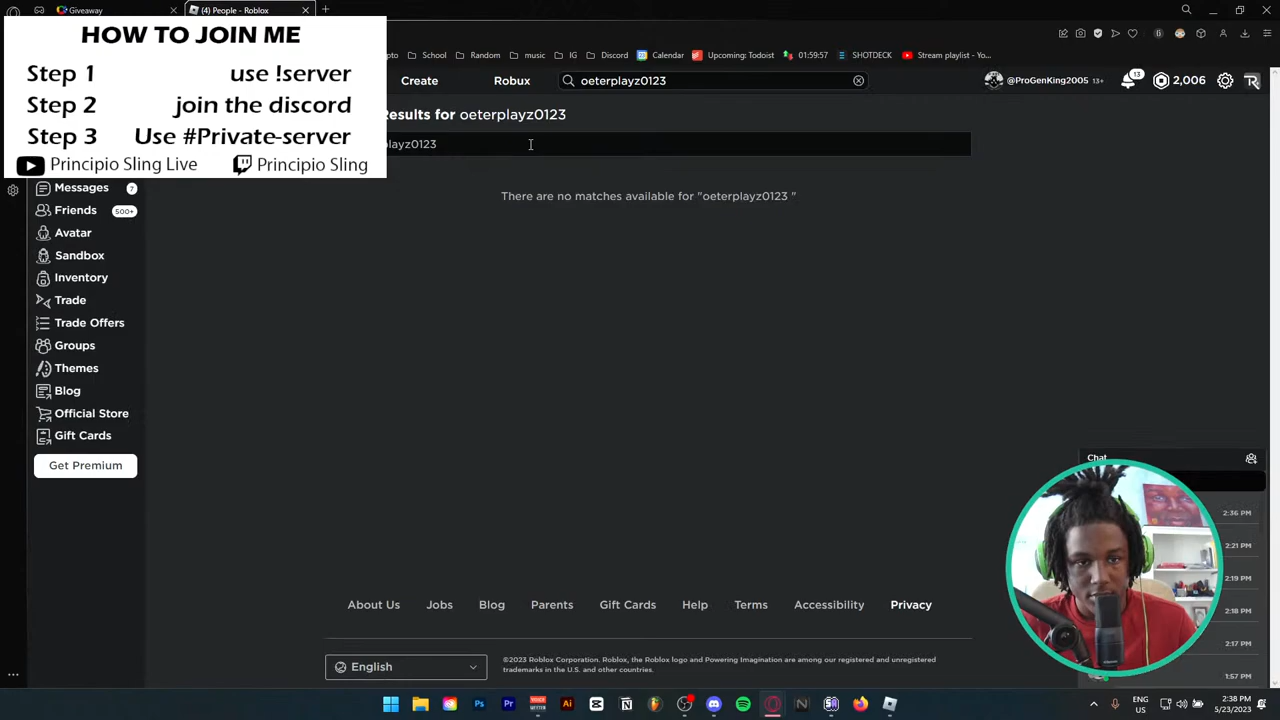 Giveaway
(4) People - Roblox
HOW TO JOIN ME
Step 1 use !server
Step 2 join the discord
Step 3 Use #Private-server
Principio Sling Live Principio Sling
School Random music IG Discord Calendar Upcoming: Todoist 01:59:57 SHOTDECK Stream playlist - Yo...
Create Robux oeterplayz0123 @ProGenKing2005 13+ 13 2,006
Results for oeterplayz0123
playz0123
There are no matches available for "oeterplayz0123 "
Messages 7
Friends 500+
Avatar
Sandbox
Inventory
Trade
Trade Offers
Groups
Themes
Blog
Official Store
Gift Cards
Get Premium
Chat
2:36 PM
2:21 PM
2:19 PM
2:18 PM
2:17 PM
1:57 PM
About Us Jobs Blog Parents Gift Cards Help Terms Accessibility Privacy
English
©2023 Roblox Corporation. Roblox, the Roblox logo and Powering Imagination are among our registered and unregistered
trademarks in the U.S. and other countries.
ENG
US
2:38 PM
5/23/2023